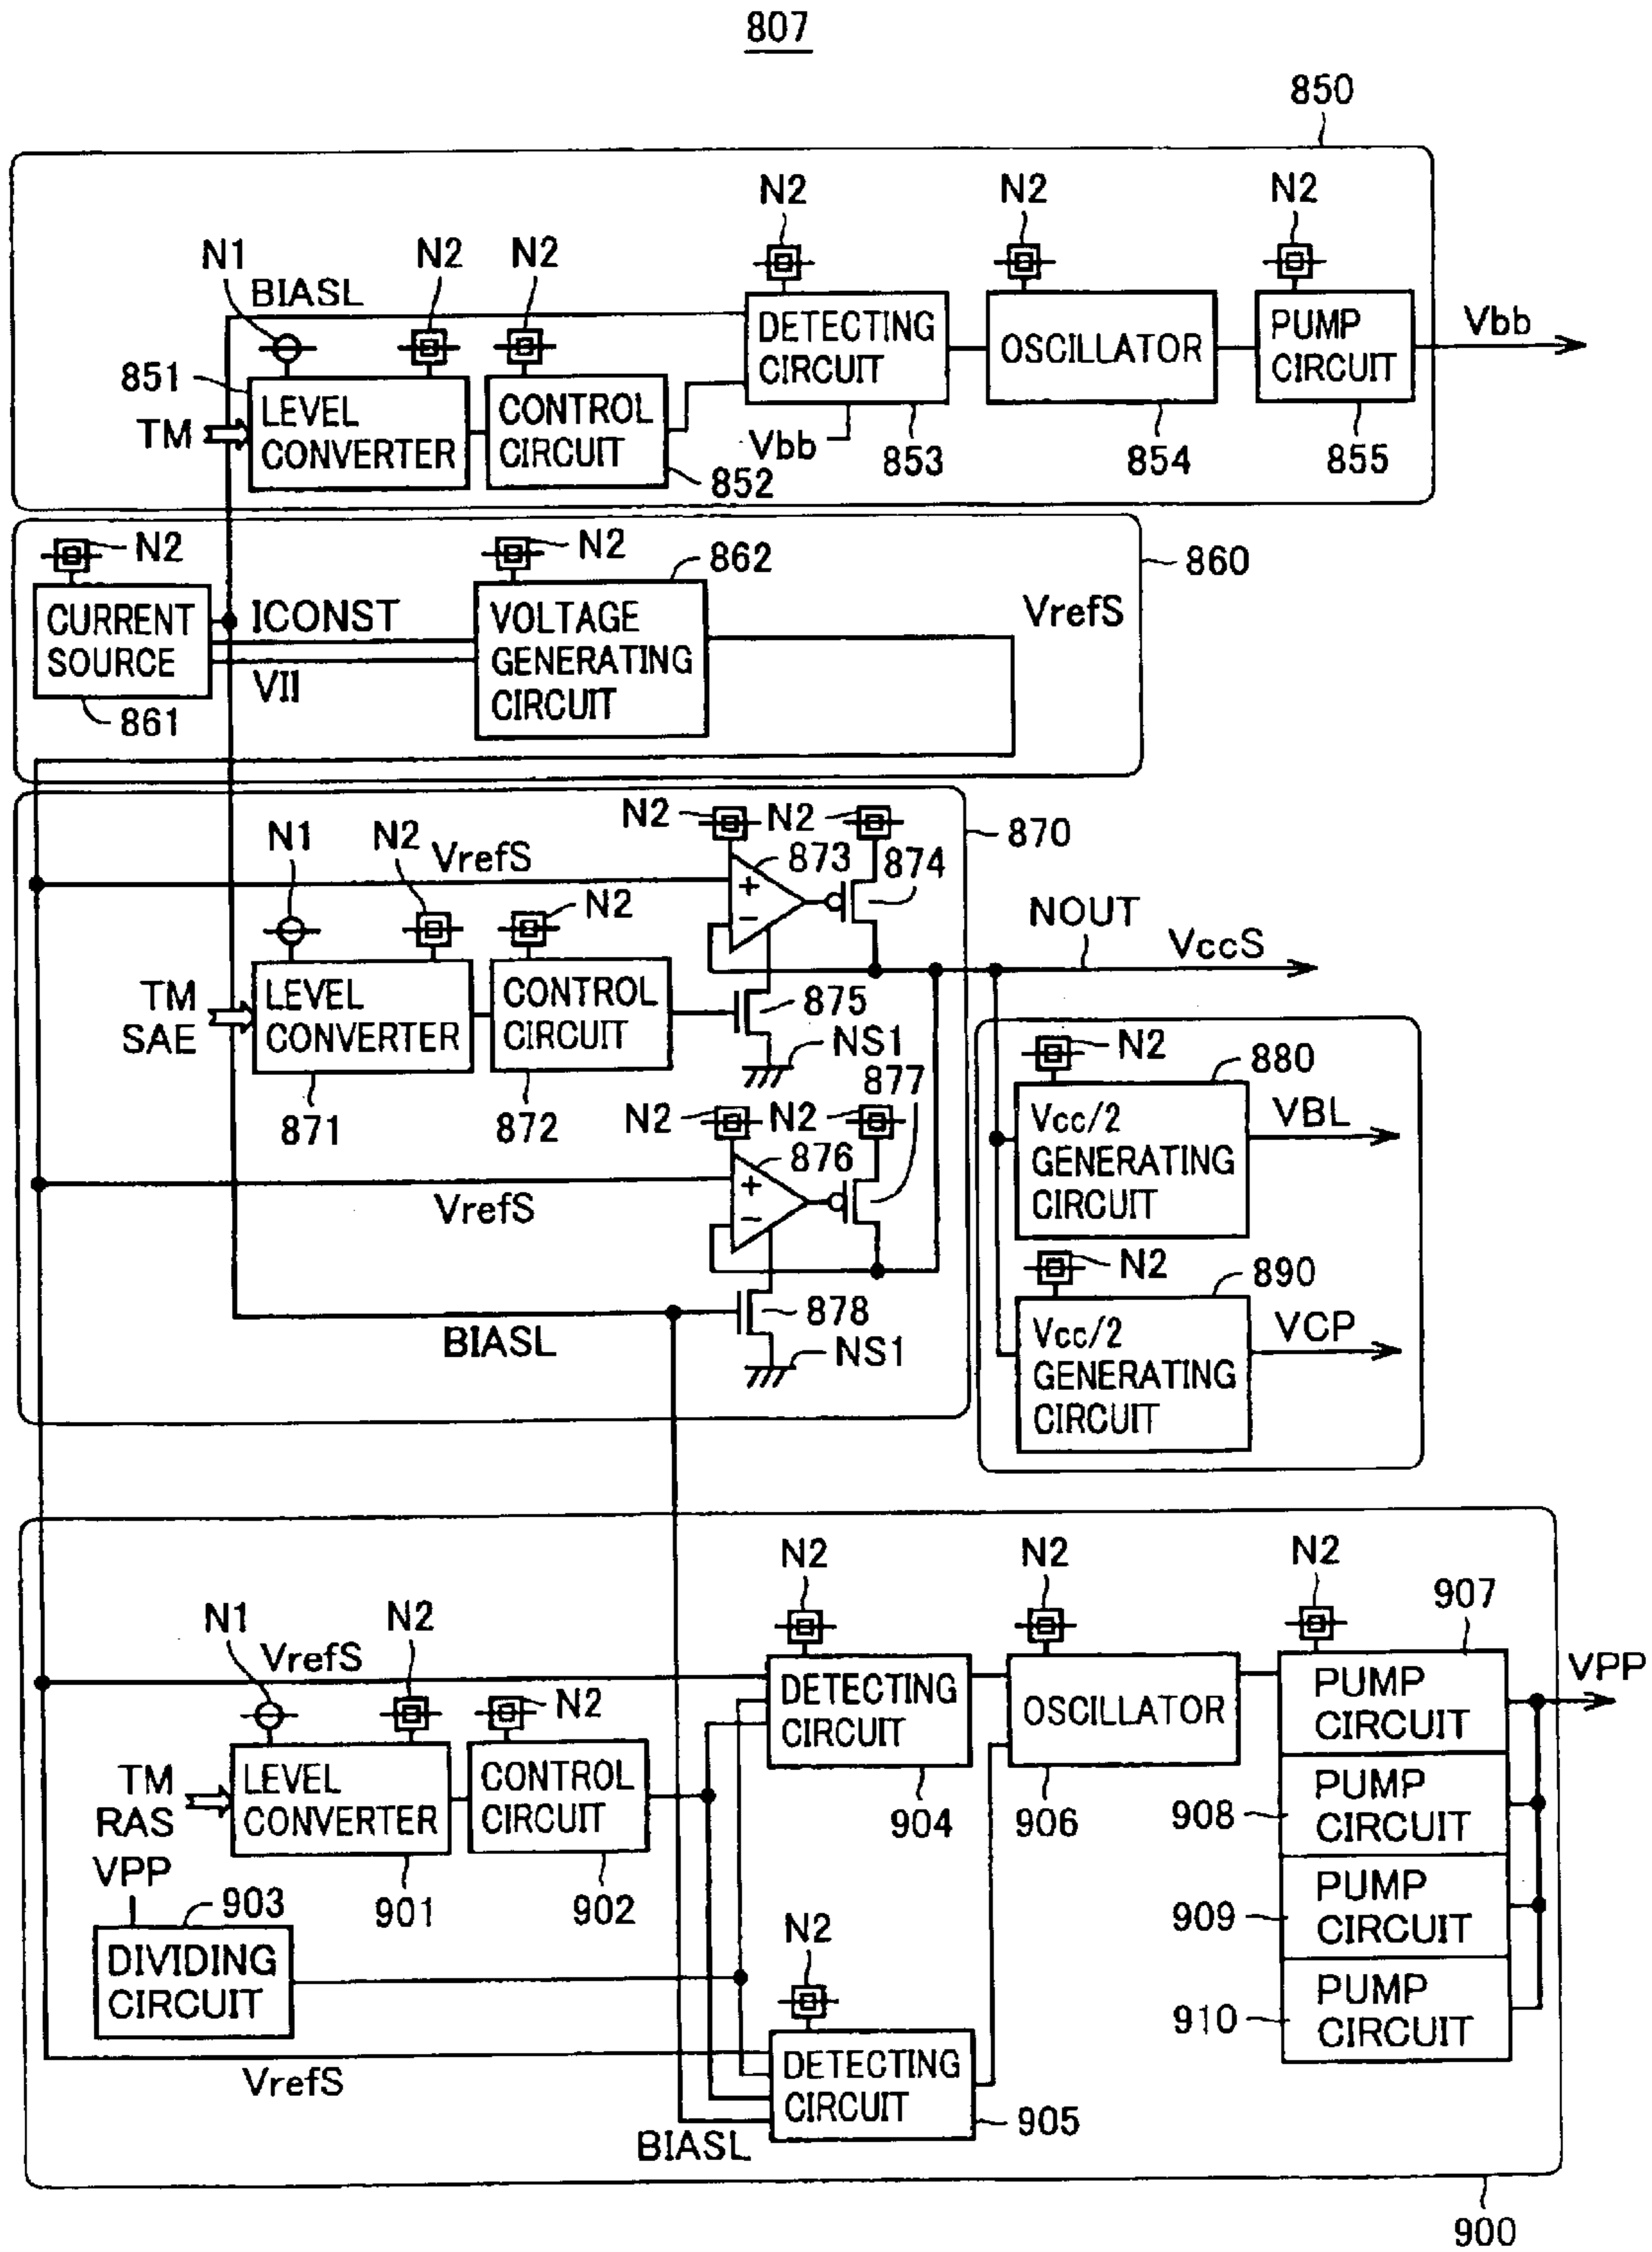 807
850
N2
N2
N2
N1
BIASL
N2
N2
DETECTING
CIRCUIT
OSCILLATOR
PUMP
CIRCUIT
Vbb
851
TM
LEVEL
CONVERTER
CONTROL
CIRCUIT
852
Vbb
853
854
855
N2
N2
862
860
CURRENT
SOURCE
ICONST
VII
861
VOLTAGE
GENERATING
CIRCUIT
VrefS
N2
N2
870
N1
N2
VrefS
873
874
+
-
N2
NOUT
VccS
TM
SAE
LEVEL
CONVERTER
CONTROL
CIRCUIT
875
NS1
877
871
872
N2
N2
N2
880
Vcc/2
GENERATING
CIRCUIT
VBL
VrefS
876
+
-
N2
890
Vcc/2
GENERATING
CIRCUIT
VCP
BIASL
878
NS1
N2
N2
N2
907
N1
VrefS
N2
N2
DETECTING
CIRCUIT
OSCILLATOR
PUMP
CIRCUIT
VPP
TM
RAS
LEVEL
CONVERTER
CONTROL
CIRCUIT
904
906
908
PUMP
CIRCUIT
VPP
903
901
902
909
PUMP
CIRCUIT
DIVIDING
CIRCUIT
N2
910
PUMP
CIRCUIT
VrefS
DETECTING
CIRCUIT
905
BIASL
900